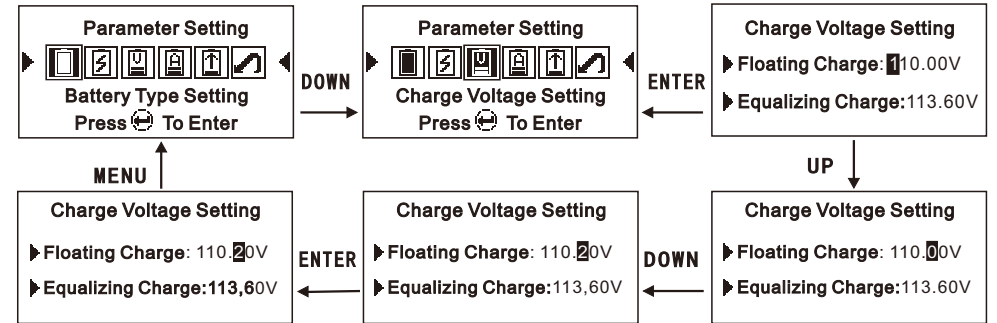 Parameter Setting
Battery Type Setting
Press To Enter
DOWN
Parameter Setting
Charge Voltage Setting
Press To Enter
ENTER
Charge Voltage Setting
Floating Charge: 110.00V
Equalizing Charge:113.60V
UP
MENU
Charge Voltage Setting
Floating Charge: 110.20V
Equalizing Charge:113,60V
ENTER
Charge Voltage Setting
Floating Charge: 110.20V
Equalizing Charge:113,60V
DOWN
Charge Voltage Setting
Floating Charge: 110.00V
Equalizing Charge:113.60V